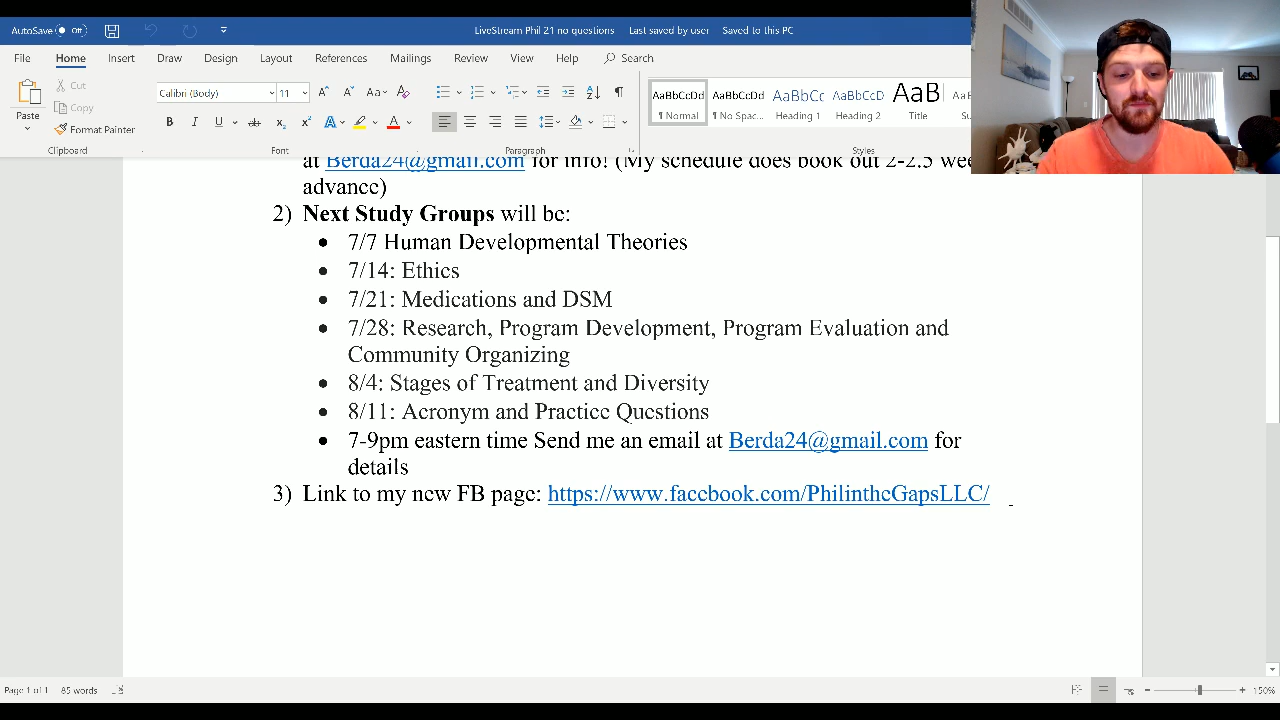 AutoSave Off LiveStream Phil 21 no questions Last saved by user Saved to this PC
File Home Insert Draw Design Layout References Mailings Review View Help Search
Paste Cut Copy Format Painter
Calibri (Body) 11
AaBbCcDd AaBbCcDd AaBbCc AaBbCcD AaB
¶ Normal ¶ No Spac... Heading 1 Heading 2 Title
Clipboard Font Paragraph Styles
at Berda24@gmail.com for info! (My schedule does book out 2-2.5 wee
advance)
2) Next Study Groups will be:
• 7/7 Human Developmental Theories
• 7/14: Ethics
• 7/21: Medications and DSM
• 7/28: Research, Program Development, Program Evaluation and
Community Organizing
• 8/4: Stages of Treatment and Diversity
• 8/11: Acronym and Practice Questions
• 7-9pm eastern time Send me an email at Berda24@gmail.com for
details
3) Link to my new FB page: https://www.facebook.com/PhilintheGapsLLC/
Page 1 of 1 85 words 150%